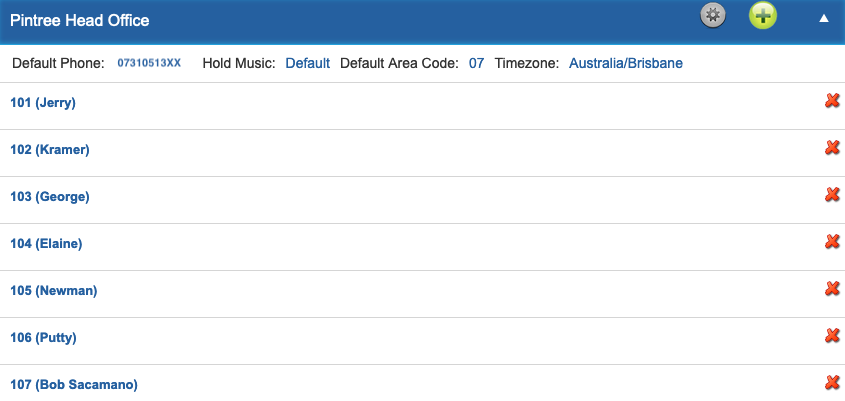 Pintree Head Office
Default Phone: 07310513XX Hold Music: Default Default Area Code: 07 Timezone: Australia/Brisbane
101 (Jerry)
102 (Kramer)
103 (George)
104 (Elaine)
105 (Newman)
106 (Putty)
107 (Bob Sacamano)